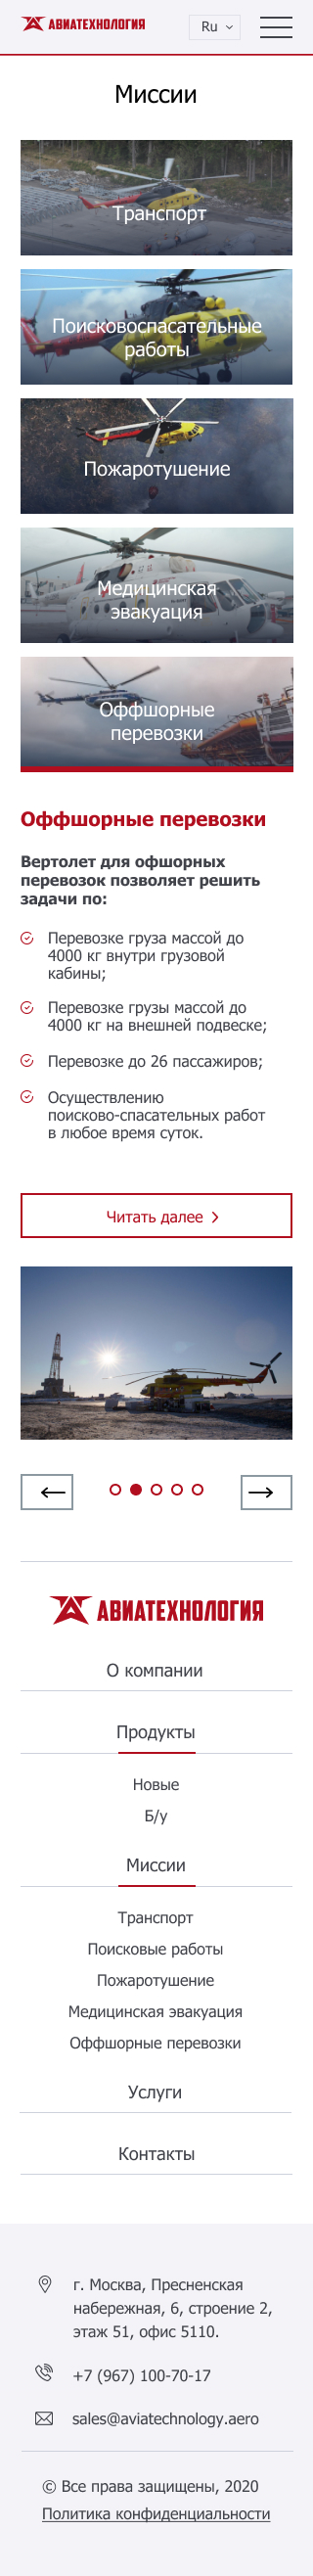 АВИАТЕХНОЛОГИЯ
Ru
Миссии
Транспорт
Поисковоспасательные
работы
Пожаротушение
Медицинская
эвакуация
Оффшорные
перевозки
Оффшорные перевозки
Вертолет для офшорных
перевозок позволяет решить
задачи по:
Перевозке груза массой до
4000 кг внутри грузовой
кабины;
Перевозке грузы массой до
4000 кг на внешней подвеске;
Перевозке до 26 пассажиров;
Осуществлению
поисково-спасательных работ
в любое время суток.
Читать далее
АВИАТЕХНОЛОГИЯ
О компании
Продукты
Новые
Б/у
Миссии
Транспорт
Поисковые работы
Пожаротушение
Медицинская эвакуация
Оффшорные перевозки
Услуги
Контакты
г. Москва, Пресненская
набережная, 6, строение 2,
этаж 51, офис 5110.
+7 (967) 100-70-17
sales@aviatechnology.aero
© Все права защищены, 2020
Политика конфиденциальности